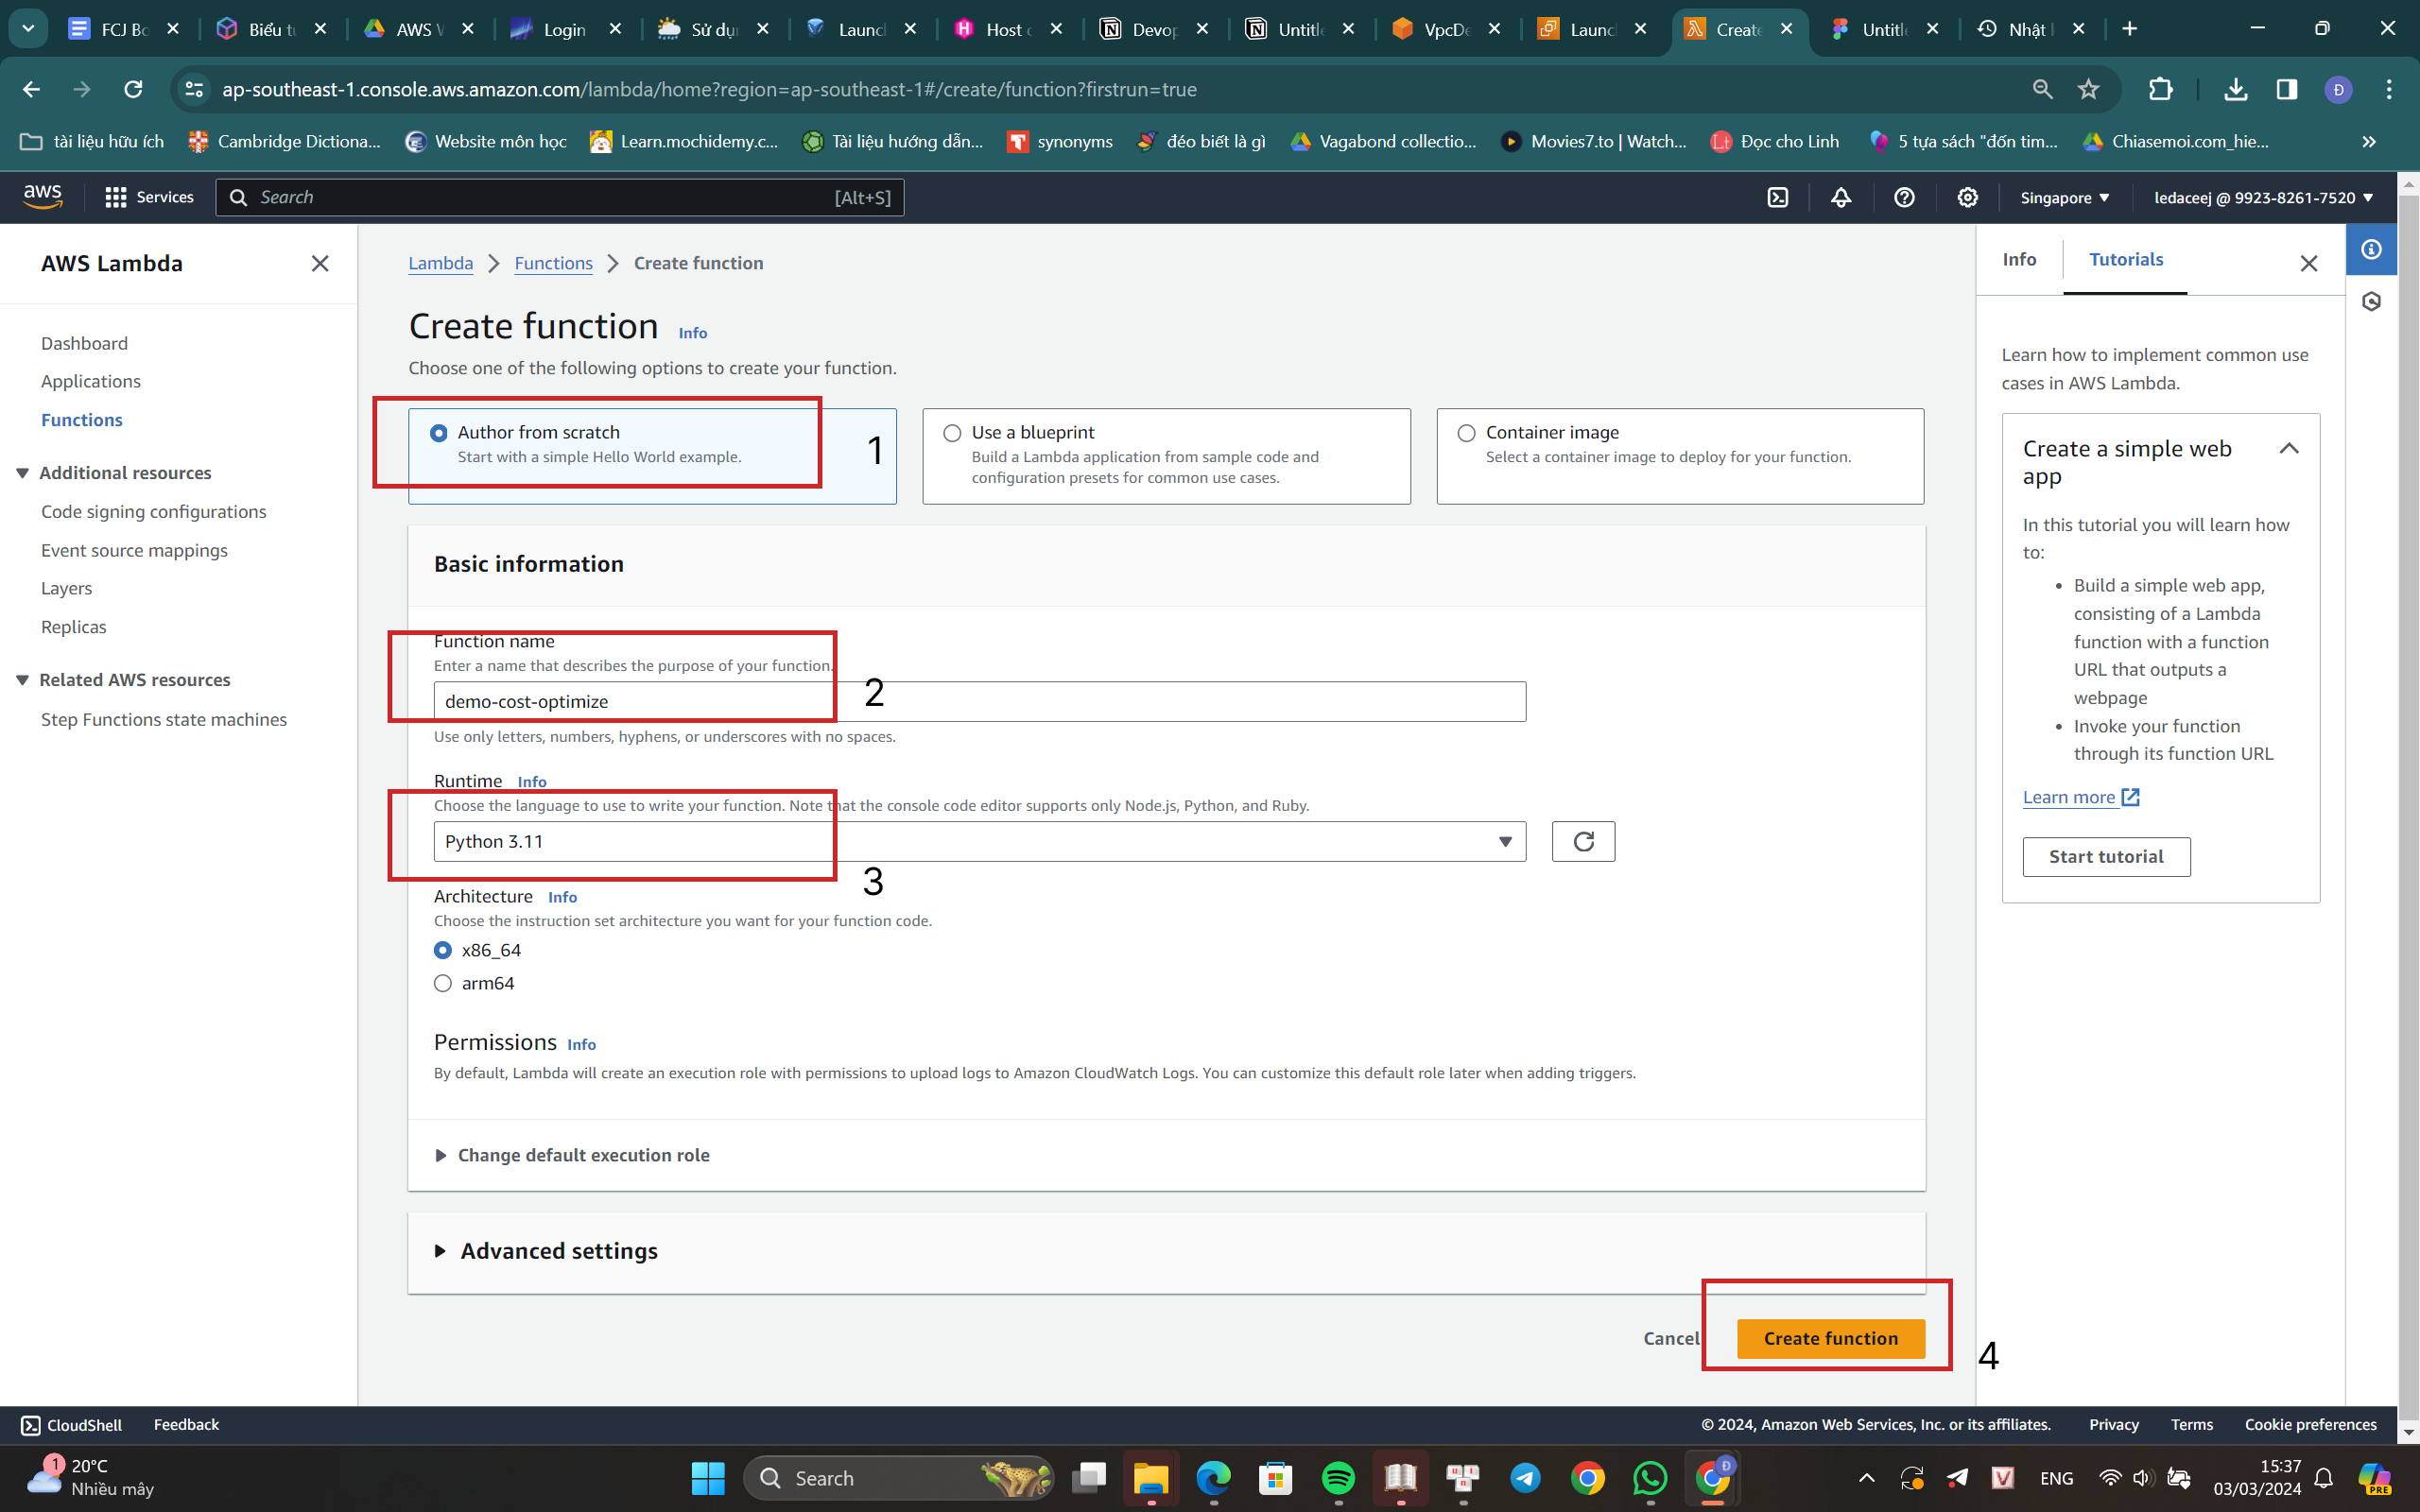 FCJ Bo
Biểu tu
AWS W
Login
Sử dụn
Launc
Host o
Devop
Untitle
VpcDe
Launc
Create
Untitle
Nhật k
ap-southeast-1.console.aws.amazon.com/lambda/home?region=ap-southeast-1#/create/function?firstrun=true
Đ
tài liệu hữu ích
Cambridge Dictiona...
Website môn học
Learn.mochidemy.c...
Tài liệu hướng dẫn...
synonyms
đéo biết là gì
Vagabond collectio...
Movies7.to | Watch...
Đọc cho Linh
5 tựa sách "đốn tim...
Chiasemoi.com_hie...
aws
Services
Search
[Alt+S]
Singapore
ledaceej @ 9923-8261-7520
AWS Lambda
Dashboard
Applications
Functions
Additional resources
Code signing configurations
Event source mappings
Layers
Replicas
Related AWS resources
Step Functions state machines
Lambda
Functions
Create function
Create function Info
Choose one of the following options to create your function.
Author from scratch
Start with a simple Hello World example.
1
Use a blueprint
Build a Lambda application from sample code and
configuration presets for common use cases.
Container image
Select a container image to deploy for your function.
Basic information
Function name
Enter a name that describes the purpose of your function.
demo-cost-optimize
2
Use only letters, numbers, hyphens, or underscores with no spaces.
Runtime Info
Choose the language to use to write your function. Note that the console code editor supports only Node.js, Python, and Ruby.
Python 3.11
3
Architecture Info
Choose the instruction set architecture you want for your function code.
x86_64
arm64
Permissions Info
By default, Lambda will create an execution role with permissions to upload logs to Amazon CloudWatch Logs. You can customize this default role later when adding triggers.
Change default execution role
Advanced settings
Cancel
Create function
4
Info
Tutorials
Learn how to implement common use
cases in AWS Lambda.
Create a simple web
app
In this tutorial you will learn how
to:
Build a simple web app,
consisting of a Lambda
function with a function
URL that outputs a
webpage
Invoke your function
through its function URL
Learn more
Start tutorial
CloudShell
Feedback
© 2024, Amazon Web Services, Inc. or its affiliates.
Privacy
Terms
Cookie preferences
1
20°C
Nhiều mây
Search
Đ
ENG
15:37
03/03/2024
PRE